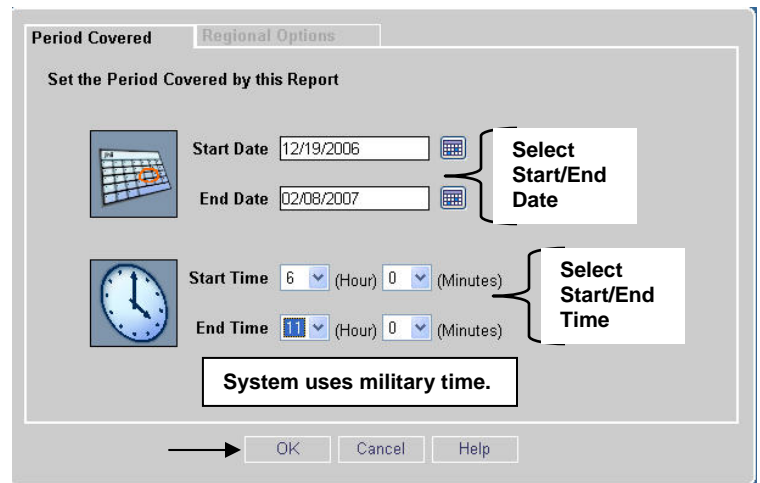 Period Covered
Regional Options
Set the Period Covered by this Report
Start Date 12/19/2006
End Date 02/08/2007
Select
Start/End
Date
Start Time 6 (Hour) 0 (Minutes)
End Time 11 (Hour) 0 (Minutes)
Select
Start/End
Time
System uses military time.
OK Cancel Help